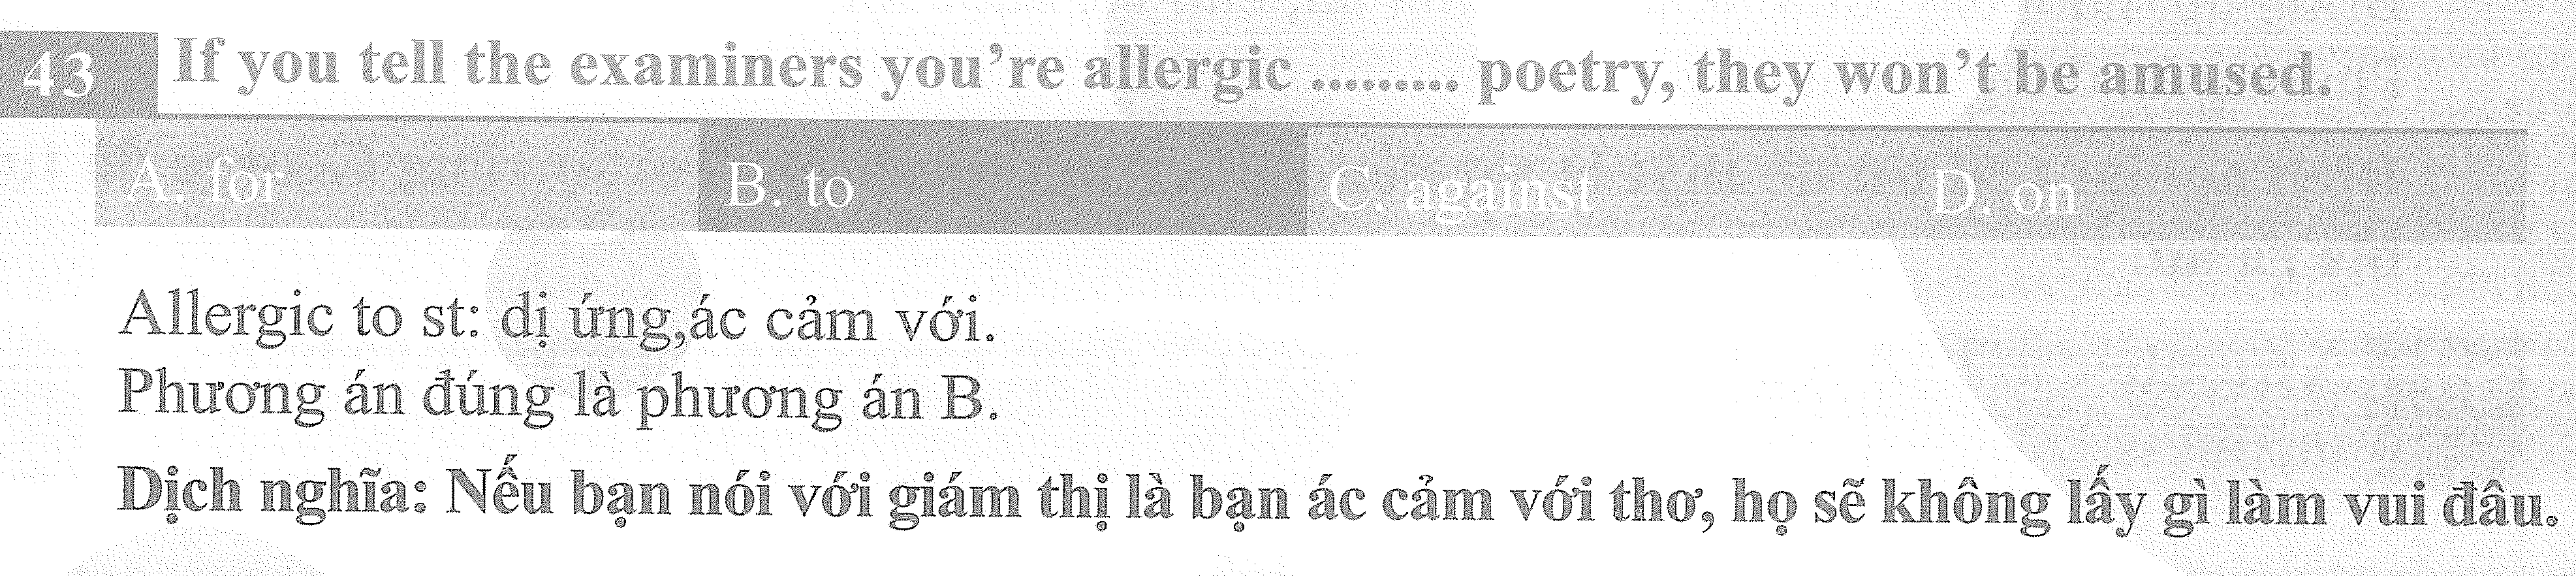 43 If you tell the examiners you're allergic ......... poetry, they won't be amused.
A. for B. to C. against D. on
Allergic to st: dị ứng,ác cảm với.
Phương án đúng là phương án B.
Dịch nghĩa: Nếu bạn nói với giám thị là bạn ác cảm với thơ, họ sẽ không lấy gì làm vui đâu.